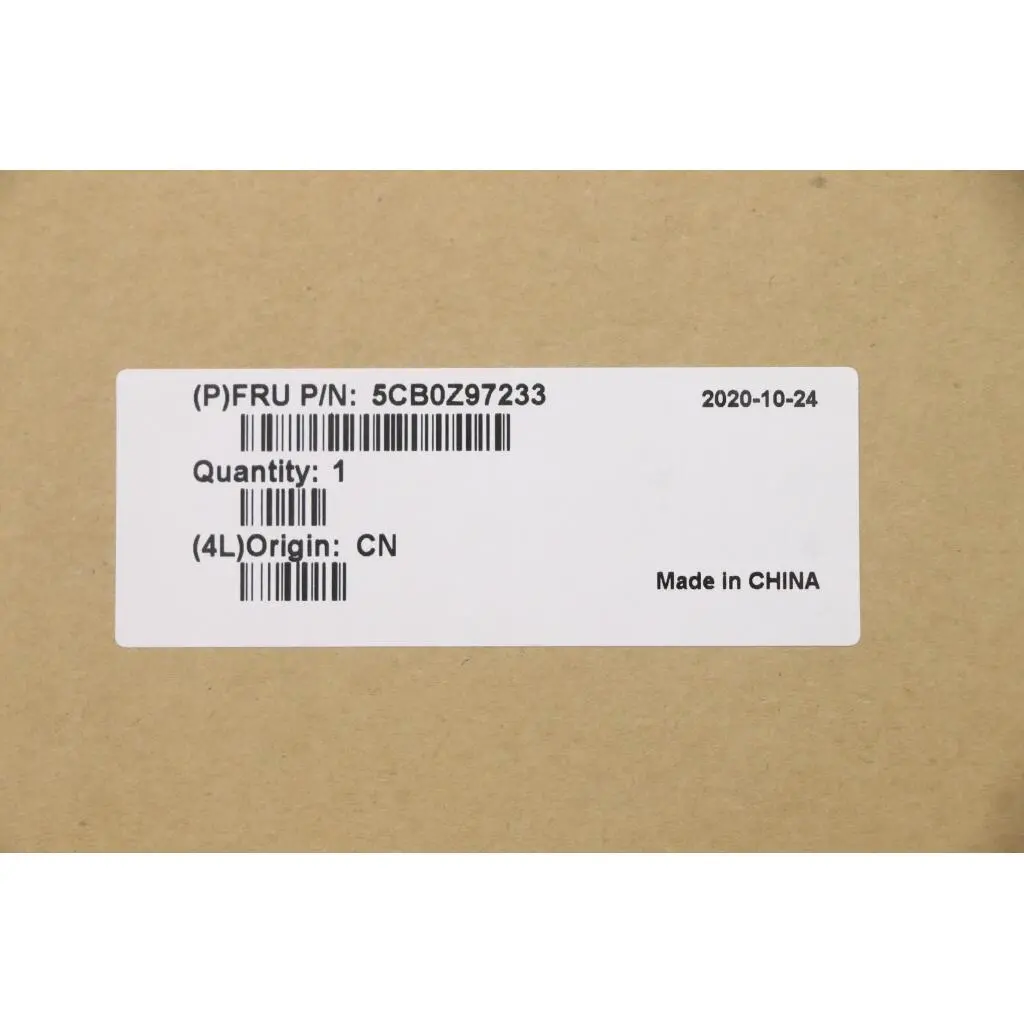 (P)FRU P/N: 5CB0Z97233
2020-10-24
Quantity: 1
(4L)Origin: CN
Made in CHINA